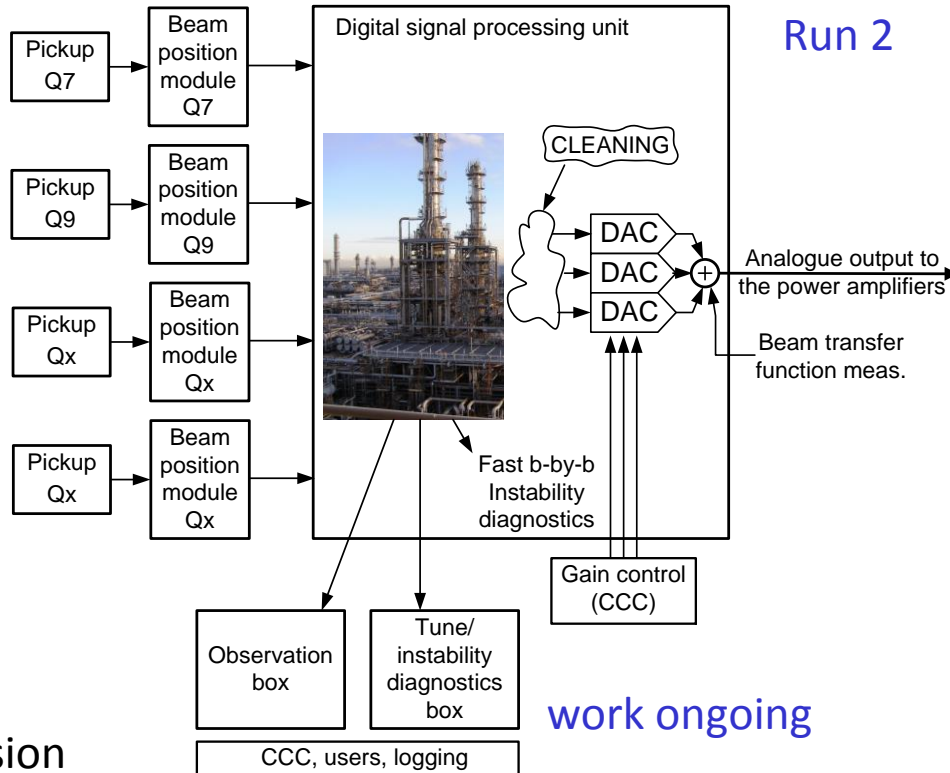 Run 2
Digital signal processing unit
Pickup
Q7
Beam
position
module
Q7
Pickup
Q9
Beam
position
module
Q9
Pickup
Qx
Beam
position
module
Qx
Pickup
Qx
Beam
position
module
Qx
CLEANING
DAC
DAC
DAC
+
Analogue output to
the power amplifiers
Beam transfer
function meas.
Fast b-by-b
Instability
diagnostics
Gain control
(CCC)
Observation
box
Tune/
instability
diagnostics
box
work ongoing
CCC, users, logging
sion